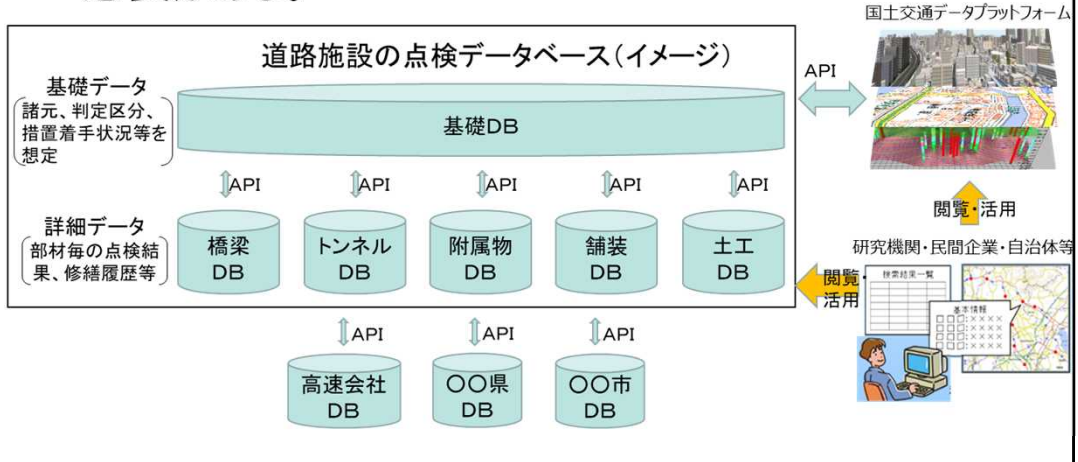 国土交通データプラットフォーム
道路施設の点検データベース（イメージ）
API
基礎データ
諸元、判定区分、
措置着手状況等を
想定
基礎DB
API
API
API
API
API
閲覧・活用
詳細データ
部材毎の点検結
果、修繕履歴等
橋梁
DB
トンネル
DB
附属物
DB
舗装
DB
土工
DB
研究機関・民間企業・自治体等
閲覧・
活用
検索結果一覧
基本情報
□□□:××××
□□□:××××
□□□:××××
API
API
API
高速会社
DB
〇〇県
DB
〇〇市
DB